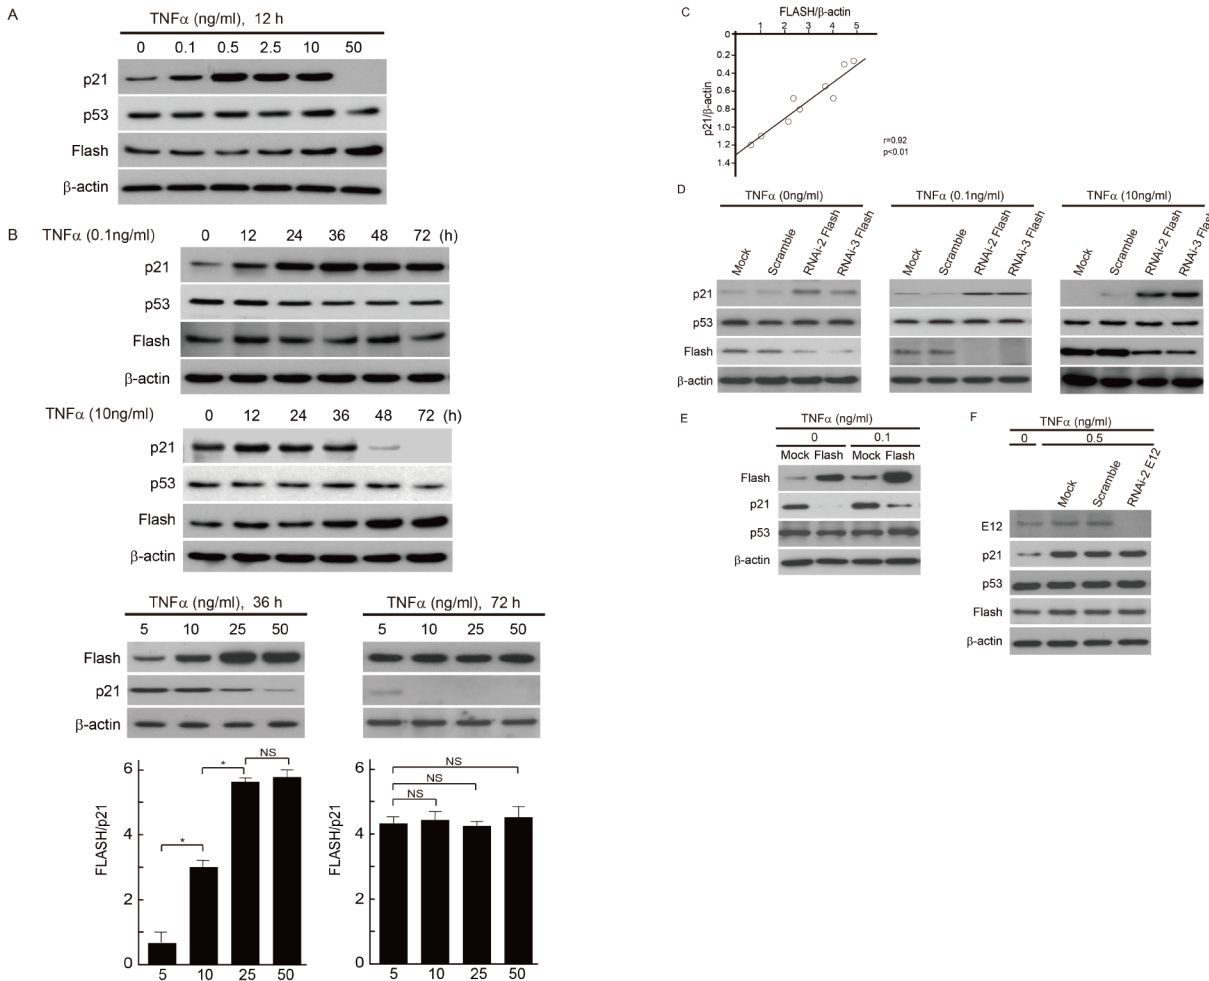 A
TNFα (ng/ml), 12 h
0 0.1 0.5 2.5 10 50
p21
p53
Flash
β-actin
B
TNFα (0.1ng/ml) 0 12 24 36 48 72 (h)
p21
p53
Flash
β-actin
TNFα (10ng/ml) 0 12 24 36 48 72 (h)
p21
p53
Flash
β-actin
TNFα (ng/ml), 36 h
5 10 25 50
Flash
p21
β-actin
TNFα (ng/ml), 72 h
5 10 25 50
FLASH/p21
6
4
2
0
* * NS
5 10 25 50
FLASH/p21
6
4
2
0
NS
NS
NS
5 10 25 50
C
FLASH/β-actin
1 2 3 4 5
p21/β-actin
0
0.2
0.4
0.6
0.8
1.0
1.2
1.4
r=0.92
p<0.01
D
TNFα (0ng/ml) TNFα (0.1ng/ml) TNFα (10ng/ml)
Mock Scramble RNAi-2 Flash RNAi-3 Flash Mock Scramble RNAi-2 Flash RNAi-3 Flash Mock Scramble RNAi-2 Flash RNAi-3 Flash
p21
p53
Flash
β-actin
E
TNFα (ng/ml)
0 0.1
Mock Flash Mock Flash
Flash
p21
p53
β-actin
F
TNFα (ng/ml)
0 0.5
Mock Scramble RNAi-2 E12
E12
p21
p53
Flash
β-actin